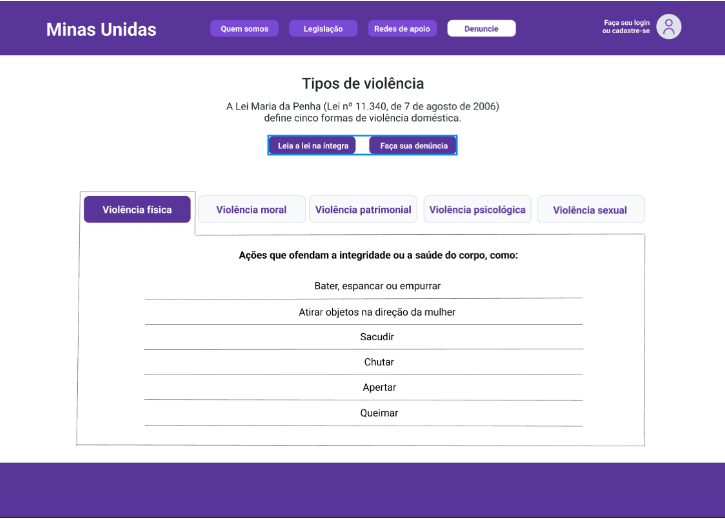 Minas Unidas
Quem somos
Legislação
Redes de apoio
Denuncie
Faça seu login
ou cadastre-se
Tipos de violência
A Lei Maria da Penha (Lei nº 11.340, de 7 de agosto de 2006)
define cinco formas de violência doméstica.
Leia a lei na íntegra
Faça sua denúncia
Violência física
Violência moral
Violência patrimonial
Violência psicológica
Violência sexual
Ações que ofendam a integridade ou a saúde do corpo, como:
Bater, espancar ou empurrar
Atirar objetos na direção da mulher
Sacudir
Chutar
Apertar
Queimar